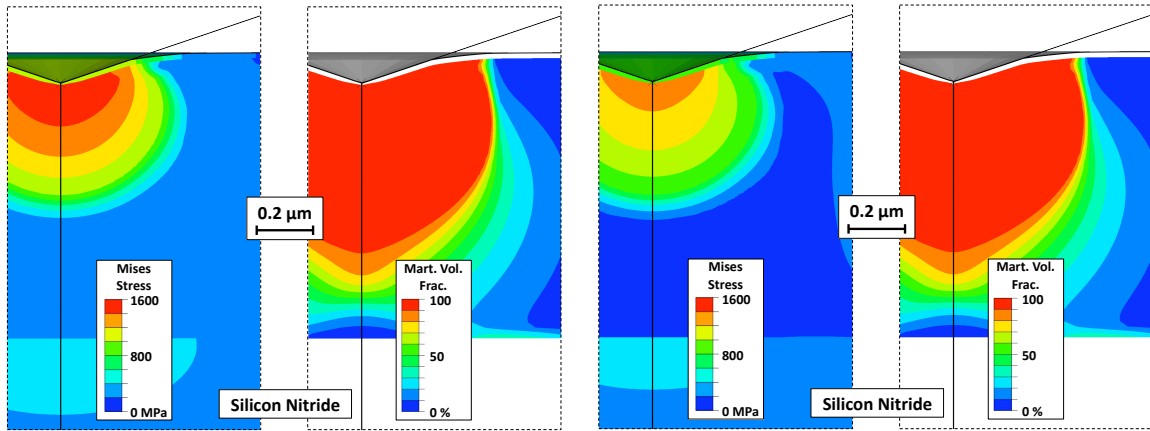 0.2 µm
Mises
Stress
1600
800
0 MPa
Mart. Vol.
Frac.
100
50
0 %
Silicon Nitride
0.2 µm
Mises
Stress
1600
800
0 MPa
Mart. Vol.
Frac.
100
50
0 %
Silicon Nitride